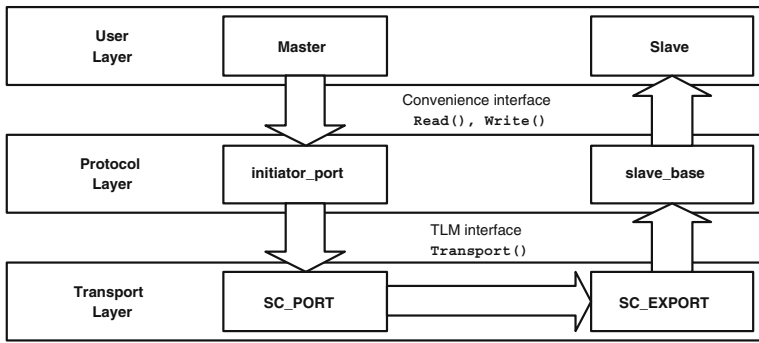 User
Layer
Master
Slave
Convenience interface
Read(), Write()
Protocol
Layer
initiator_port
slave_base
TLM interface
Transport()
Transport
Layer
SC_PORT
SC_EXPORT